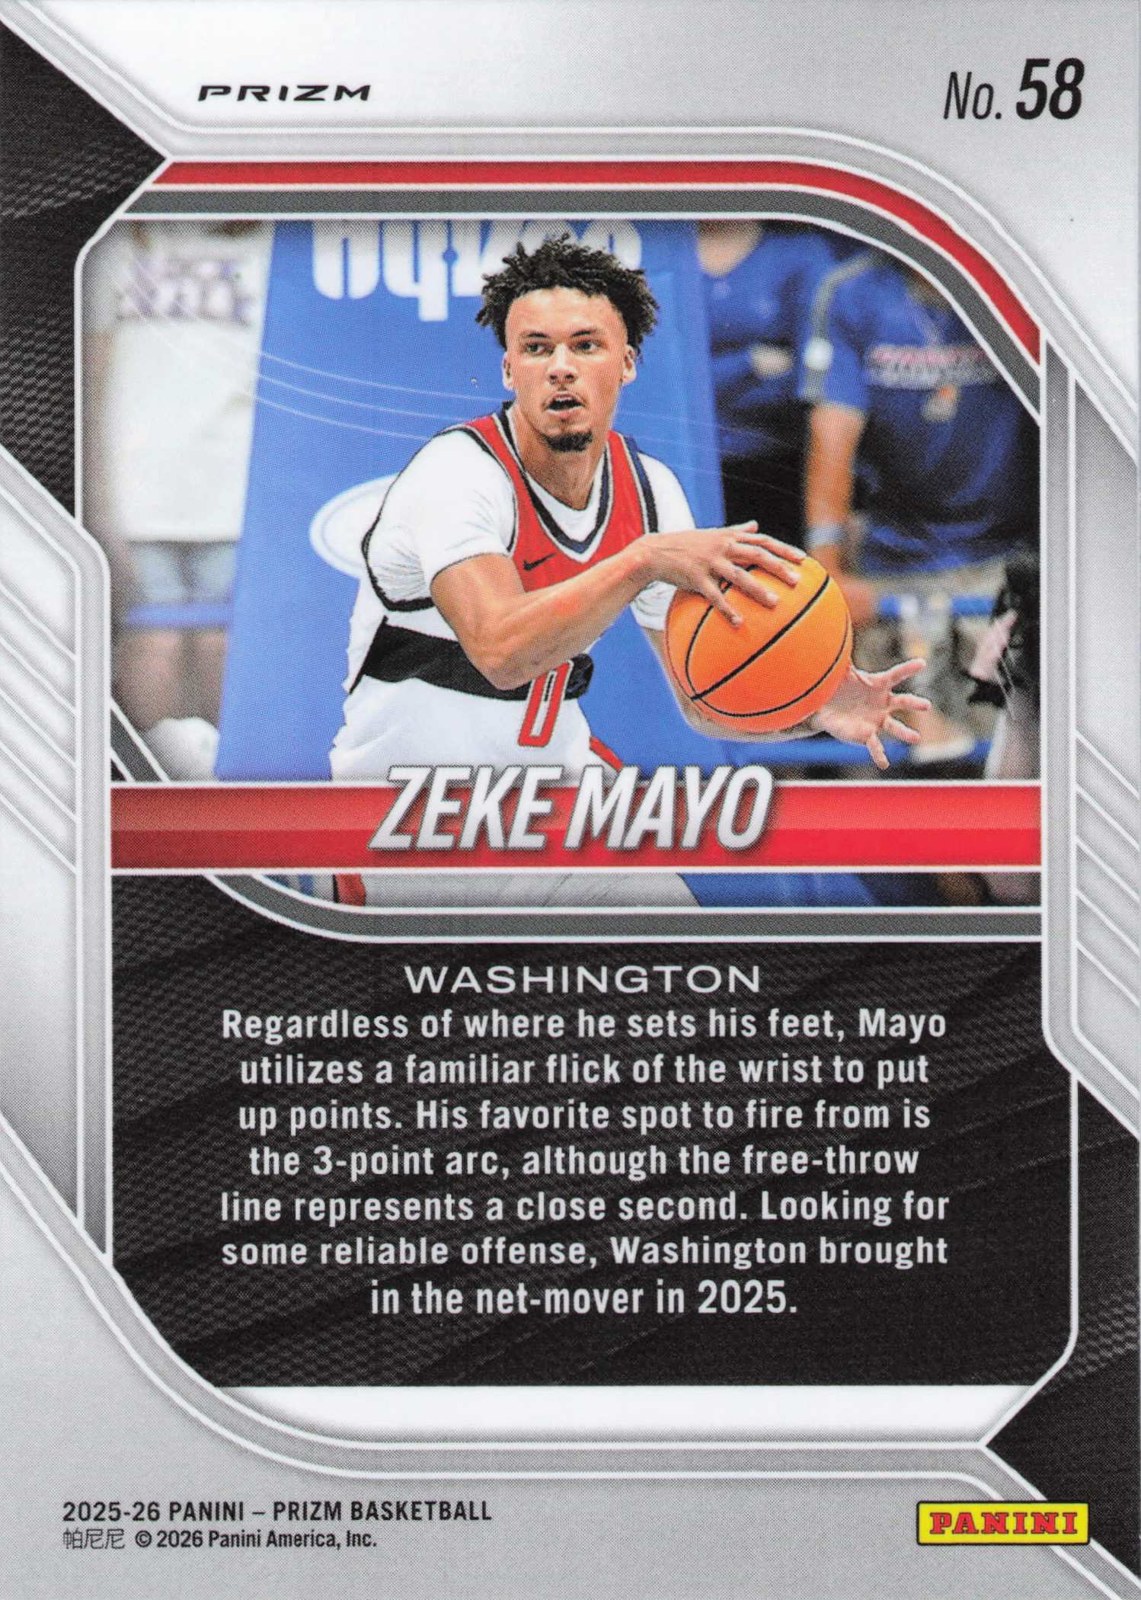 PRIZM
No. 58
ZEKE MAYO
0
WASHINGTON
Regardless of where he sets his feet, Mayo
utilizes a familiar flick of the wrist to put
up points. His favorite spot to fire from is
the 3-point arc, although the free-throw
line represents a close second. Looking for
some reliable offense, Washington brought
in the net-mover in 2025.
2025-26 PANINI – PRIZM BASKETBALL
帕尼尼 © 2026 Panini America, Inc.
PANINI